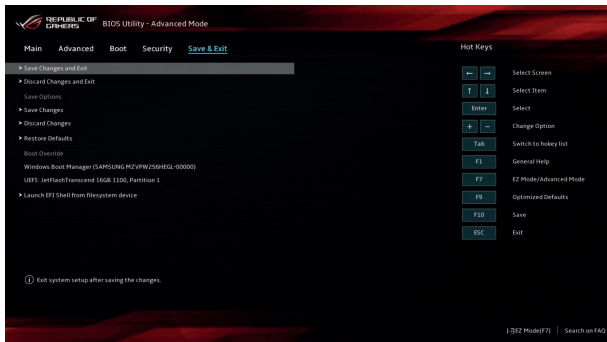 REPUBLIC OF GAMERS
BIOS Utility - Advanced Mode
Main Advanced Boot Security Save & Exit
Hot Keys
> Save Changes and Exit
> Discard Changes and Exit
Save Options
> Save Changes
> Discard Changes
> Restore Defaults
Boot Override
Windows Boot Manager (SAMSUNG MZVPW256HEGL-00000)
UEFI: JetFlashTranscend 16GB 1100, Partition 1
> Launch EFI Shell from filesystem device
← → Select Screen
↑ ↓ Select Item
Enter Select
+ − Change Option
Tab Switch to hokey list
F1 General Help
F7 EZ Mode/Advanced Mode
F9 Optimized Defaults
F10 Save
ESC Exit
i Exit system setup after saving the changes.
EZ Mode(F7) | Search on FAQ